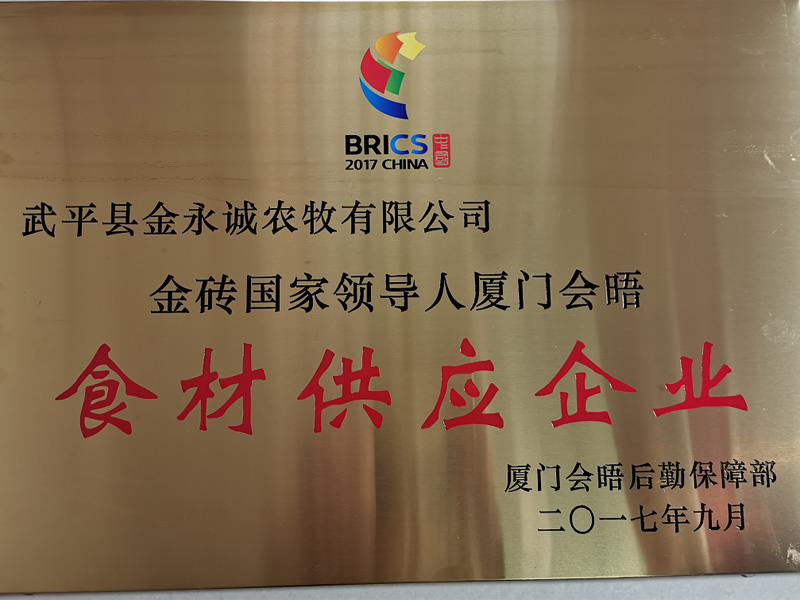 BRICS 中国
2017 CHINA
武平县金永诚农牧有限公司
金砖国家领导人厦门会晤
食材供应企业
厦门会晤后勤保障部
二〇一七年九月